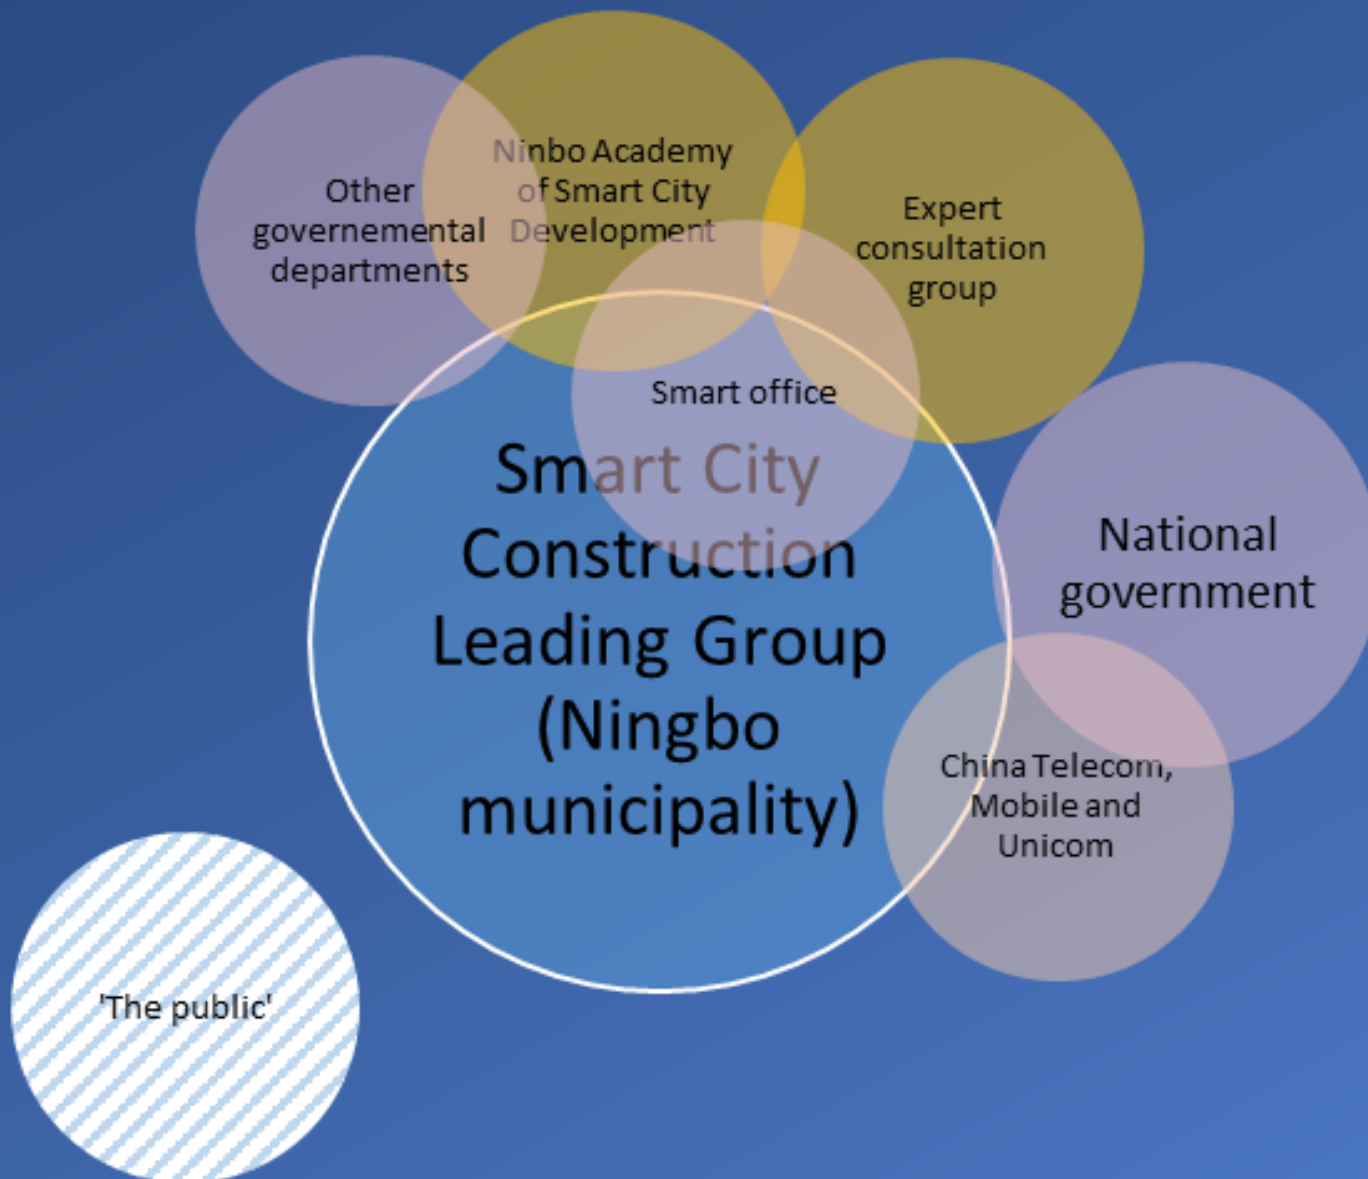 Other
governemental
departments
Ninbo Academy
of Smart City
Development
Expert
consultation
group
Smart office
Smart City
Construction
Leading Group
(Ningbo
municipality)
National
government
China Telecom,
Mobile and
Unicom
'The public'